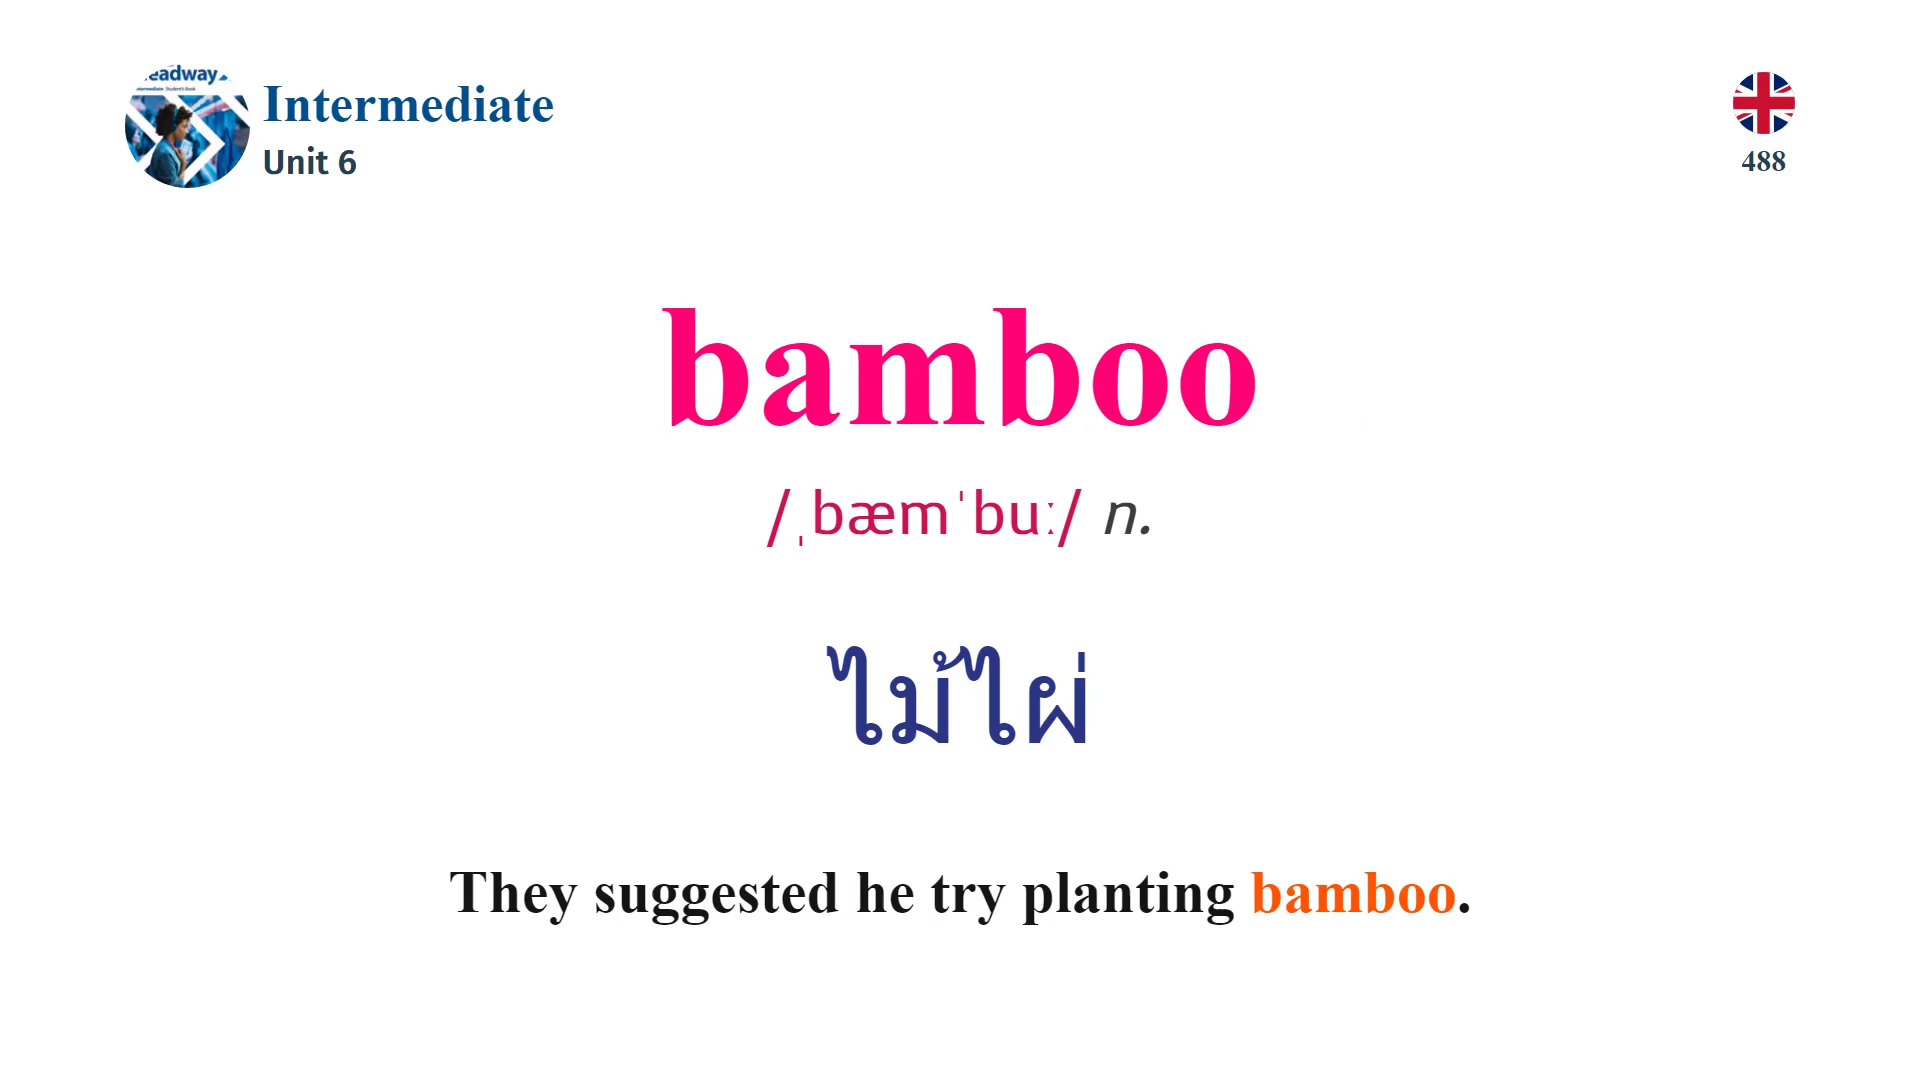 eadway
Intermediate
Unit 6
488
bamboo
/ˌbæmˈbuː/ n.
ไม้ไผ่
They suggested he try planting bamboo.